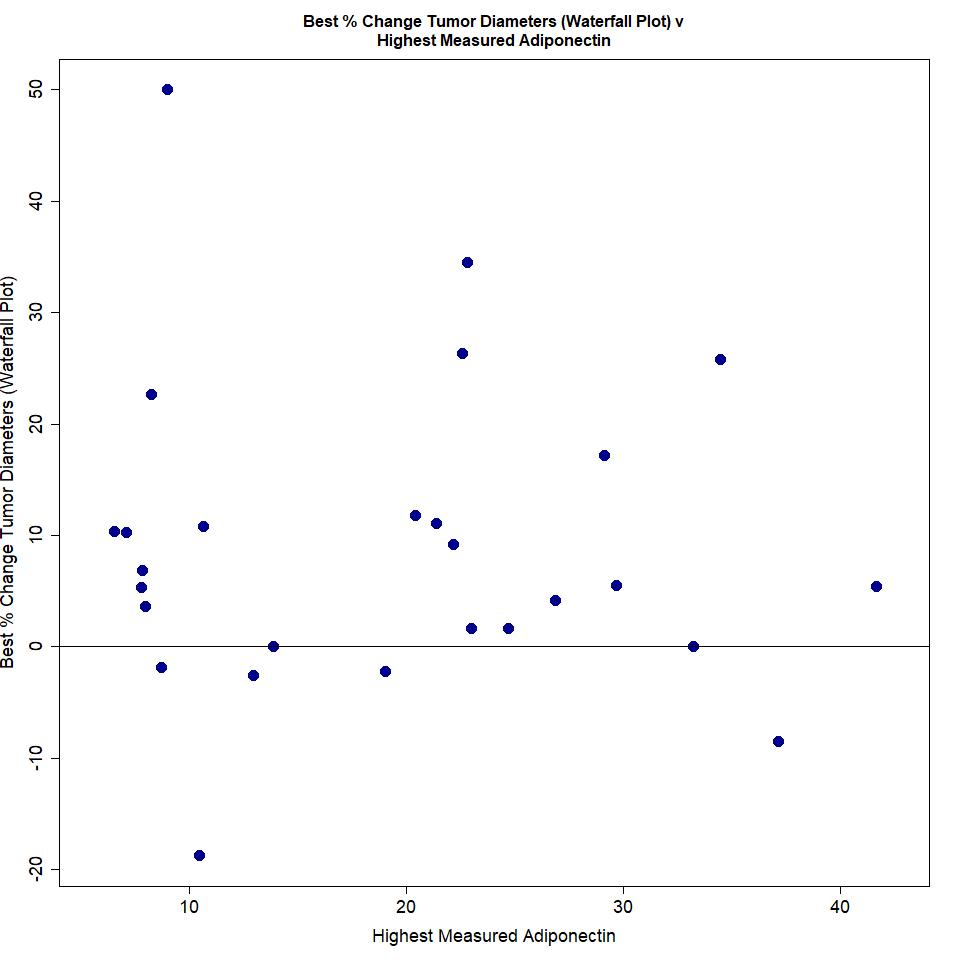 Best % Change Tumor Diameters (Waterfall Plot) v
Highest Measured Adiponectin
Best % Change Tumor Diameters (Waterfall Plot)
50
40
30
20
10
0
-10
-20
10 20 30 40
Highest Measured Adiponectin